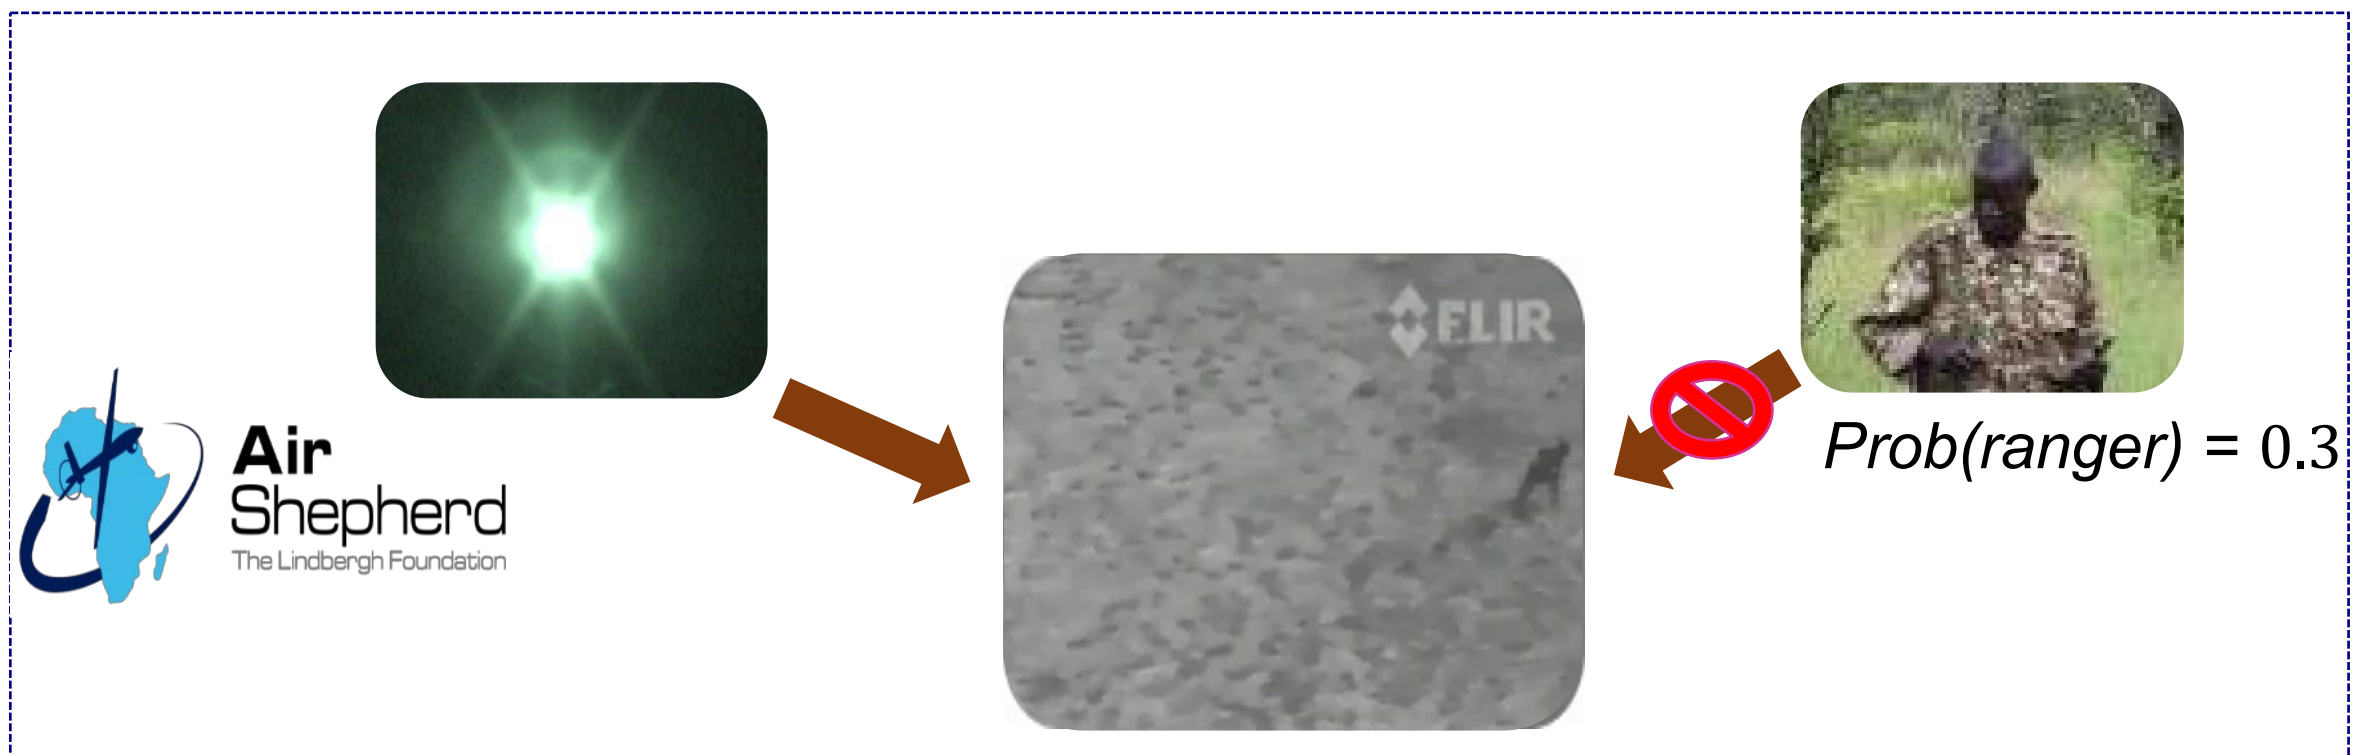 FLIR
Prob(ranger) = 0.3
Air
Shepherd
The Lindbergh Foundation